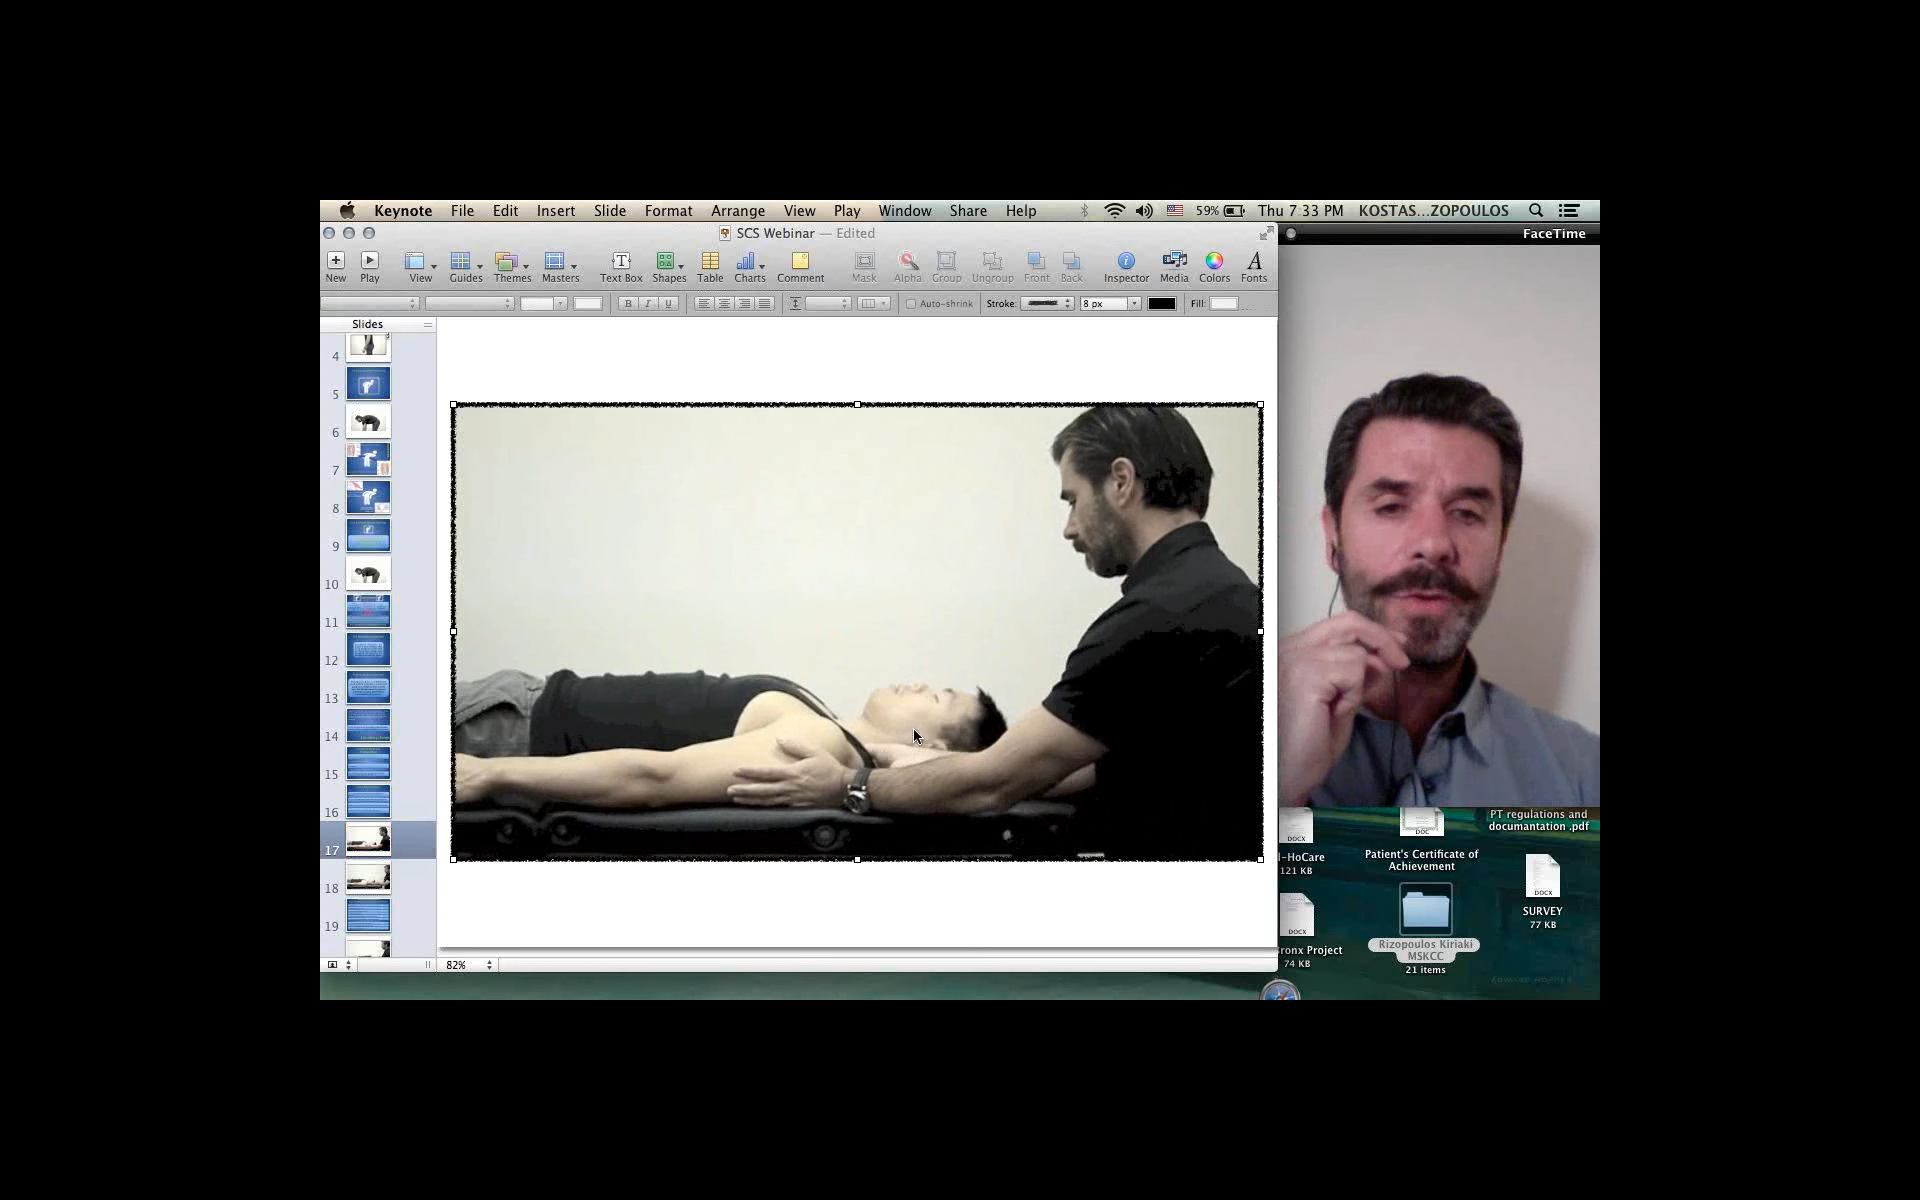 Keynote File Edit Insert Slide Format Arrange View Play Window Share Help 59% Thu 7:33 PM KOSTAS...ZOPOULOS
SCS Webinar — Edited
FaceTime
New Play View Guides Themes Masters Text Box Shapes Table Charts Comment Mask Alpha Group Ungroup Front Back Inspector Media Colors Fonts
B I U Auto-shrink Stroke: 8 px Fill:
Slides
4
5
6
7
8
9
10
11
12
13
14
15
16
17
18
19
82%
PT regulations and
documantation .pdf
DOCX
DOC
-HoCare
121 KB
Patient's Certificate of
Achievement
DOCX
SURVEY
77 KB
DOCX
ronx Project
74 KB
Rizopoulos Kiriaki
MSKCC
21 items